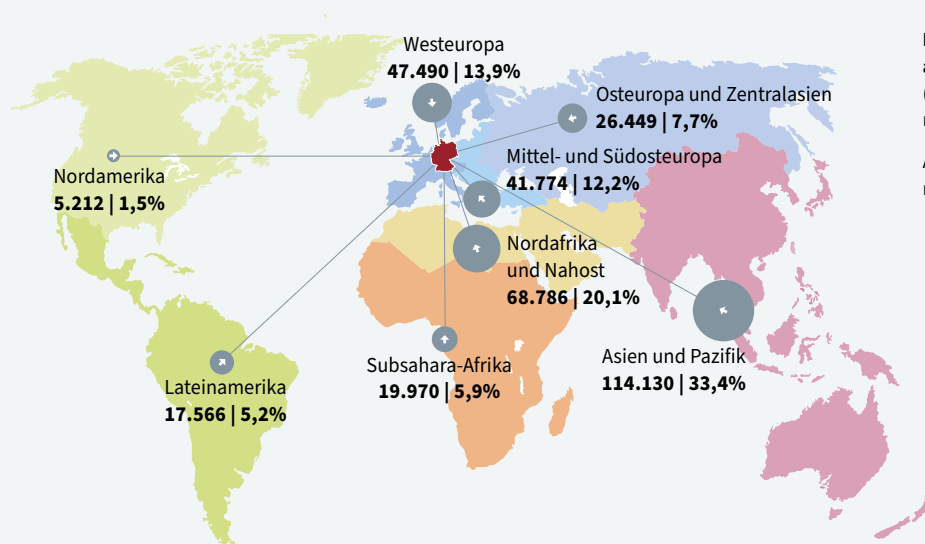 Westeuropa
47.490 | 13,9%
Osteuropa und Zentralasien
26.449 | 7,7%
Mittel- und Südosteuropa
41.774 | 12,2%
Nordamerika
5.212 | 1,5%
Nordafrika
und Nahost
68.786 | 20,1%
Asien und Pazifik
114.130 | 33,4%
Subsahara-Afrika
19.970 | 5,9%
Lateinamerika
17.566 | 5,2%